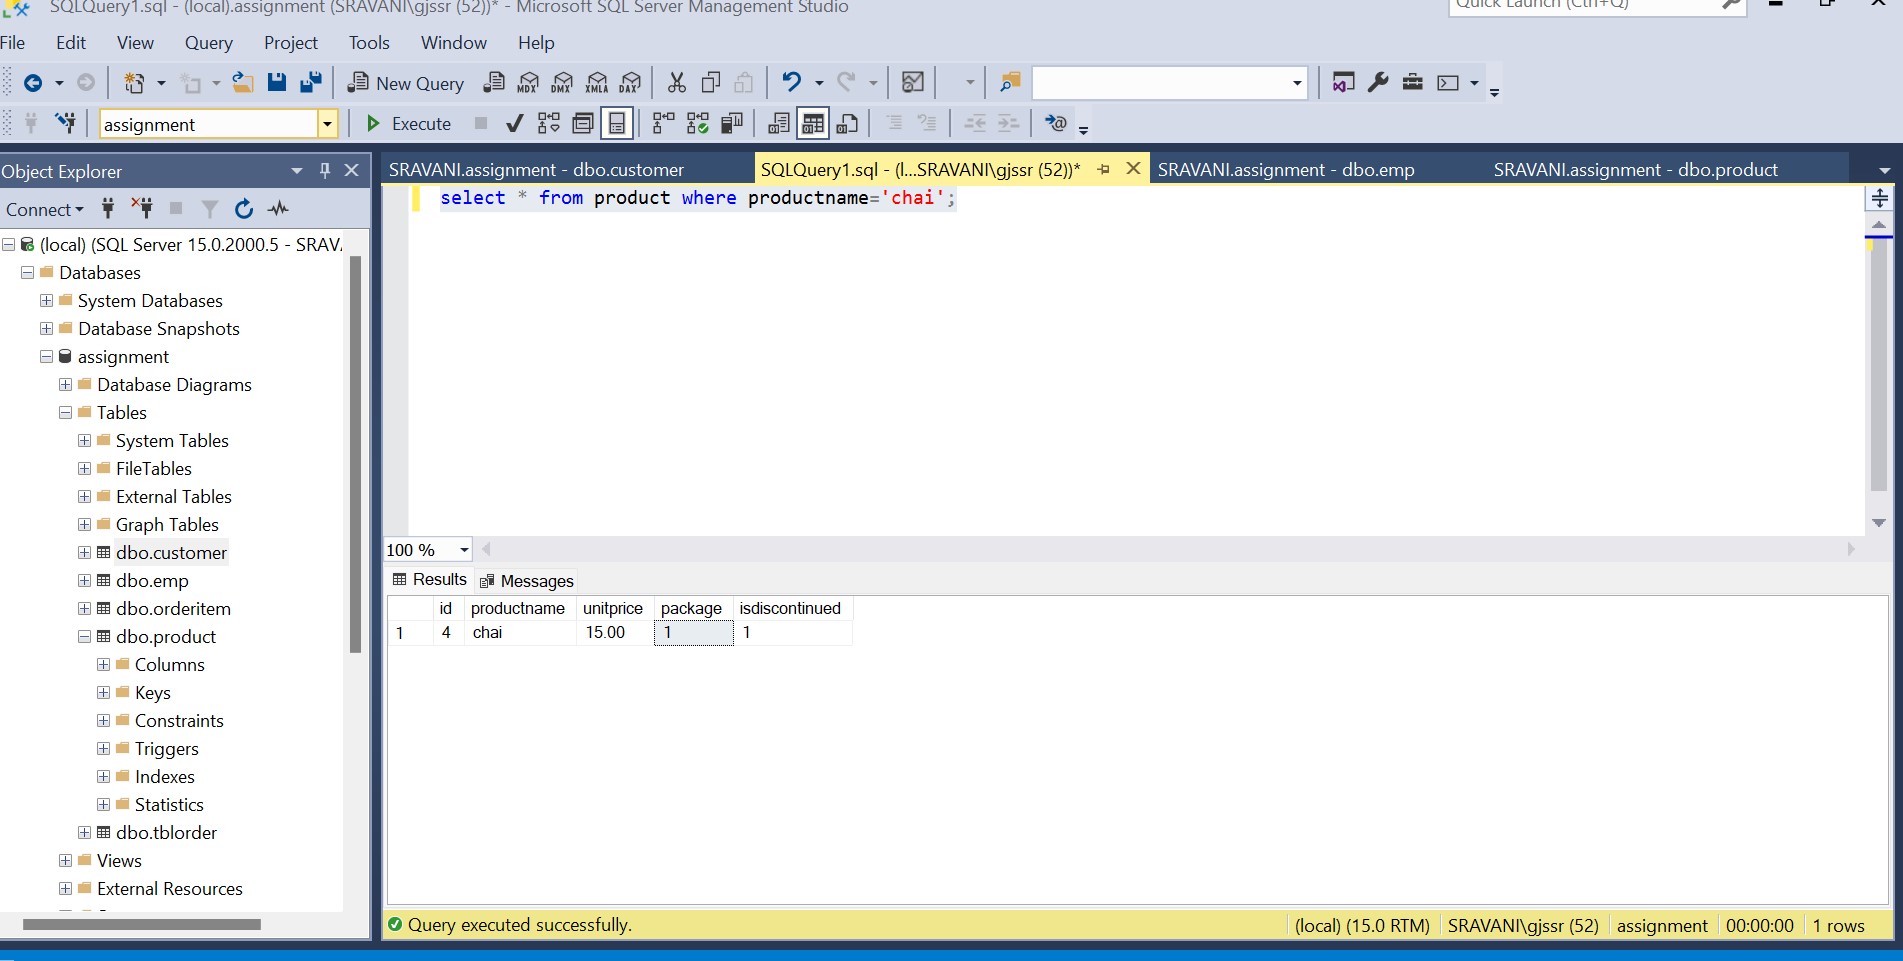 SQLQuery1.sql - (local).assignment (SRAVANI\gjssr (52))* - Microsoft SQL Server Management Studio
Quick Launch (Ctrl+Q)
File Edit View Query Project Tools Window Help
New Query MDX DMX XMLA DAX
assignment Execute
Object Explorer
SRAVANI.assignment - dbo.customer
SQLQuery1.sql - (l...SRAVANI\gjssr (52))*
SRAVANI.assignment - dbo.emp
SRAVANI.assignment - dbo.product
Connect
(local) (SQL Server 15.0.2000.5 - SRAV
Databases
System Databases
Database Snapshots
assignment
Database Diagrams
Tables
System Tables
FileTables
External Tables
Graph Tables
dbo.customer
dbo.emp
dbo.orderitem
dbo.product
Columns
Keys
Constraints
Triggers
Indexes
Statistics
dbo.tblorder
Views
External Resources
select * from product where productname='chai';
100 %
Results Messages
id productname unitprice package isdiscontinued
1 4 chai 15.00 1 1
Query executed successfully.
(local) (15.0 RTM) SRAVANI\gjssr (52) assignment 00:00:00 1 rows